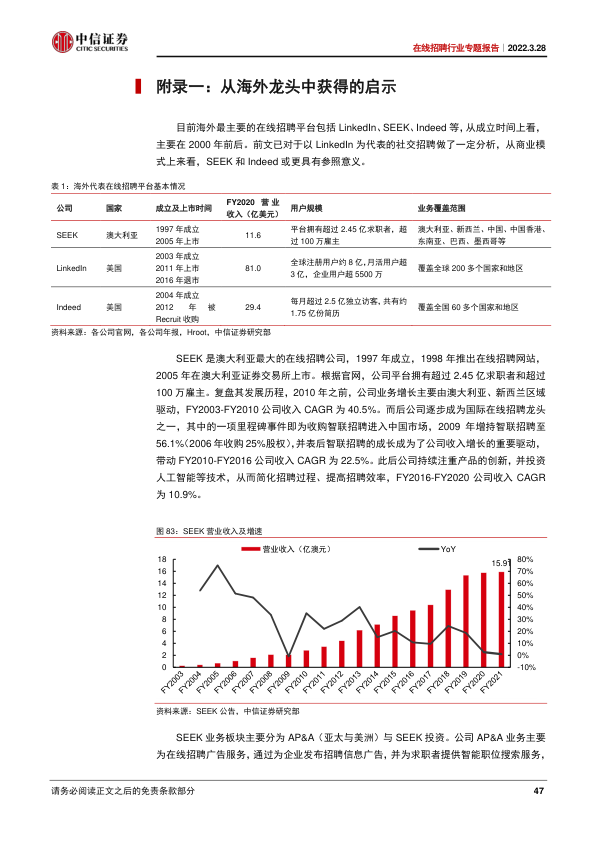 中信证券
CITIC SECURITIES
在线招聘行业专题报告｜2022.3.28
附录一：从海外龙头中获得的启示
目前海外最主要的在线招聘平台包括 LinkedIn、SEEK、Indeed 等，从成立时间上看，
主要在 2000 年前后。前文已对于以 LinkedIn 为代表的社交招聘做了一定分析，从商业模
式上来看，SEEK 和 Indeed 或更具有参照意义。
表 1：海外代表在线招聘平台基本情况
公司 国家 成立及上市时间 FY2020 营业收入（亿美元） 用户规模 业务覆盖范围
SEEK 澳大利亚 1997 年成立 11.6 平台拥有超过 2.45 亿求职者，超 澳大利亚、新西兰、中国、中国香港、
2005 年上市 过 100 万雇主 东南亚、巴西、墨西哥等
2003 年成立
LinkedIn 美国 2011 年上市 81.0 全球注册用户约 8 亿，月活用户超 覆盖全球 200 多个国家和地区
2016 年退市 3 亿，企业用户超 5500 万
2004 年成立
Indeed 美国 2012 年 被 29.4 每月超过 2.5 亿独立访客，共有约 覆盖全国 60 多个国家和地区
Recruit 收购 1.75 亿份简历
资料来源：各公司官网，各公司年报，Hroot，中信证券研究部
SEEK 是澳大利亚最大的在线招聘公司，1997 年成立，1998 年推出在线招聘网站，
2005 年在澳大利亚证券交易所上市。根据官网，公司平台拥有超过 2.45 亿求职者和超过
100 万雇主。复盘其发展历程，2010 年之前，公司业务增长主要由澳大利亚、新西兰区域
驱动，FY2003-FY2010 公司收入 CAGR 为 40.5%。而后公司逐步成为国际在线招聘龙头
之一，其中的一项里程碑事件即为收购智联招聘进入中国市场，2009 年增持智联招聘至
56.1%（2006 年收购 25%股权），并表后智联招聘的成长成为了公司收入增长的重要驱动，
带动 FY2010-FY2016 公司收入 CAGR 为 22.5%。此后公司持续注重产品的创新，并投资
人工智能等技术，从而简化招聘过程、提高招聘效率，FY2016-FY2020 公司收入 CAGR
为 10.9%。
图 83：SEEK 营业收入及增速
营业收入（亿澳元） YoY
15.91
18 80%
16 70%
14 60%
12 50%
10 40%
8 30%
6 20%
4 10%
2 0%
0 -10%
FY2003 FY2004 FY2005 FY2006 FY2007 FY2008 FY2009 FY2010 FY2011 FY2012 FY2013 FY2014 FY2015 FY2016 FY2017 FY2018 FY2019 FY2020 FY2021
资料来源：SEEK 公告，中信证券研究部
SEEK 业务板块主要分为 AP&A（亚太与美洲）与 SEEK 投资。公司 AP&A 业务主要
为在线招聘广告服务，通过为企业发布招聘信息广告，并为求职者提供智能职位搜索服务，
请务必阅读正文之后的免责条款部分 47